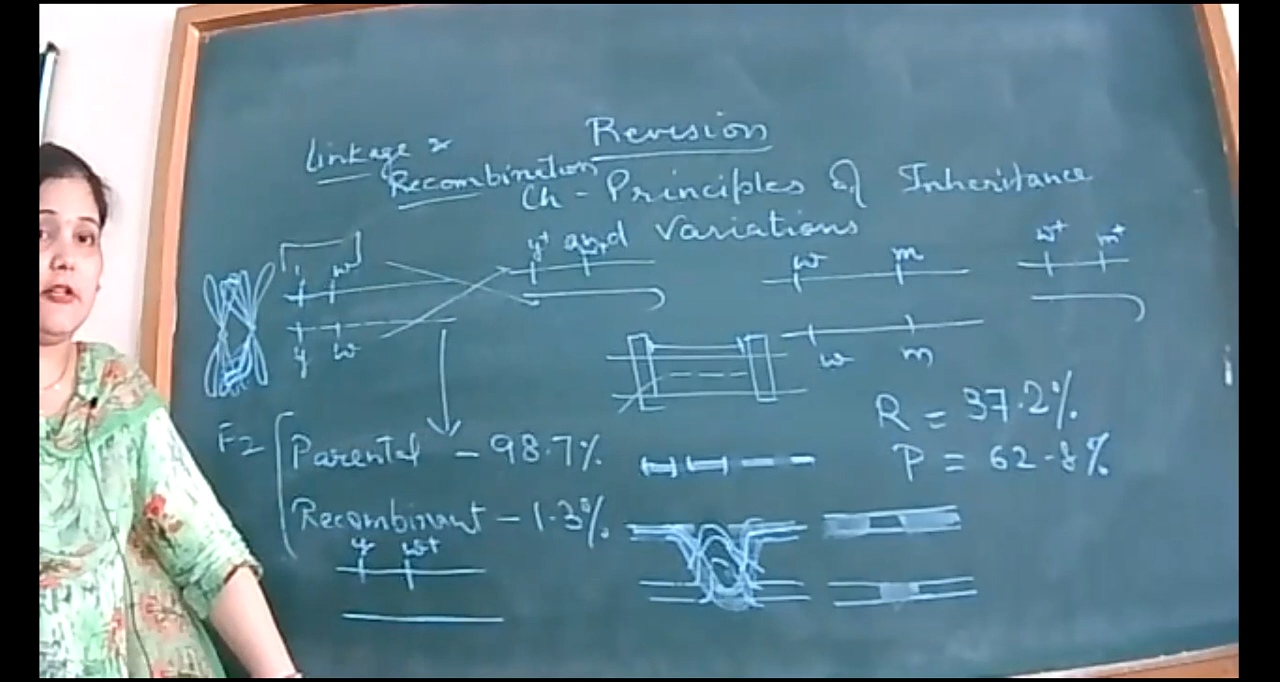 Revision
Linkage &
Recombination
Ch - Principles of Inheritance
and Variations
y w
y w
y+ w+
w m
w m
w+ m+
F2
Parental - 98.7%
Recombinant - 1.3%
y w+
R = 37.2%
P = 62.8%